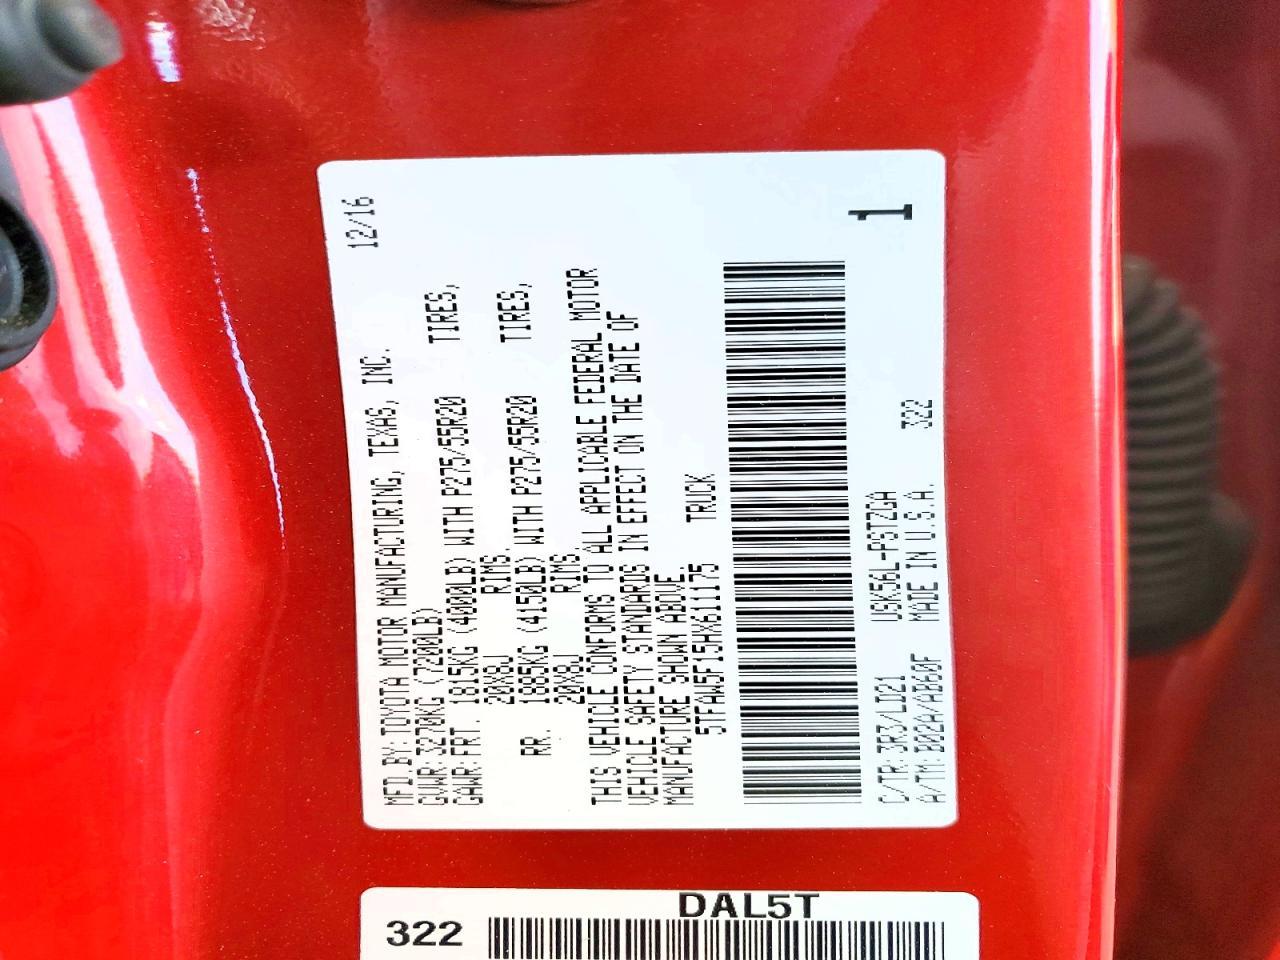 MFD.BY:TOYOTA MOTOR MANUFACTURING, TEXAS, INC. 12/16
GVWR:3270KG (7200LB)
GAWR:FRT. 1815KG (4000LB) WITH P275/55R20 TIRES,
20X8J RIMS.
RR. 1885KG (4150LB) WITH P275/55R20 TIRES,
20X8J RIMS
THIS VEHICLE CONFORMS TO ALL APPLICABLE FEDERAL MOTOR
VEHICLE SAFETY STANDARDS IN EFFECT ON THE DATE OF
MANUFACTURE SHOWN ABOVE.
5TFAW5F15HX611175 TRUCK
C/TR:3R3/LD21 USK56L-PSTZGA 1
A/TM:B02A/AB60F MADE IN U.S.A. 322
DAL5T
322